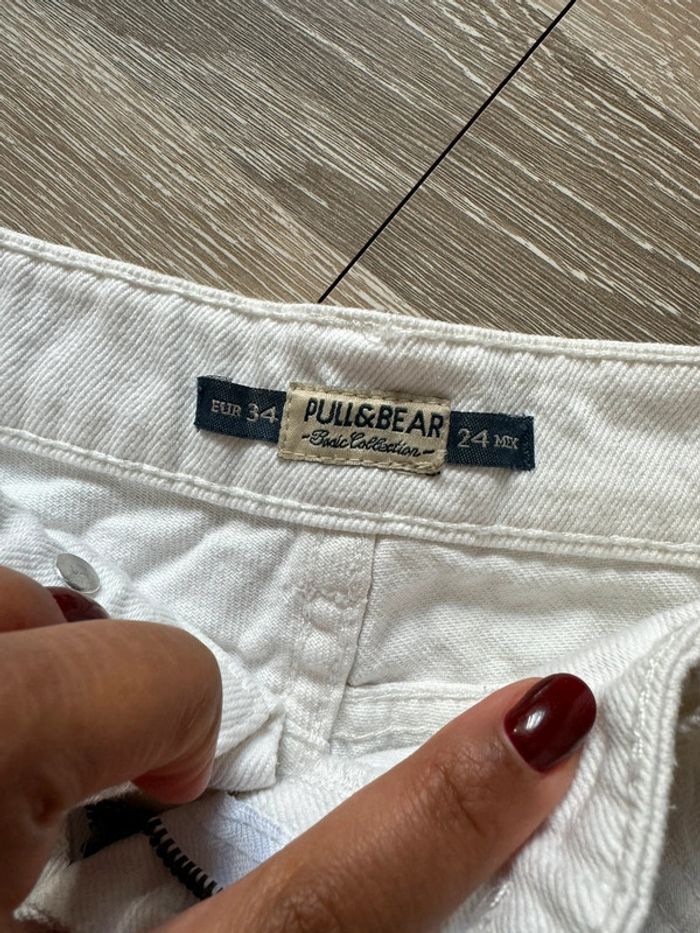 EUR 34
PULL&BEAR
-Basic Collection-
24 MEX